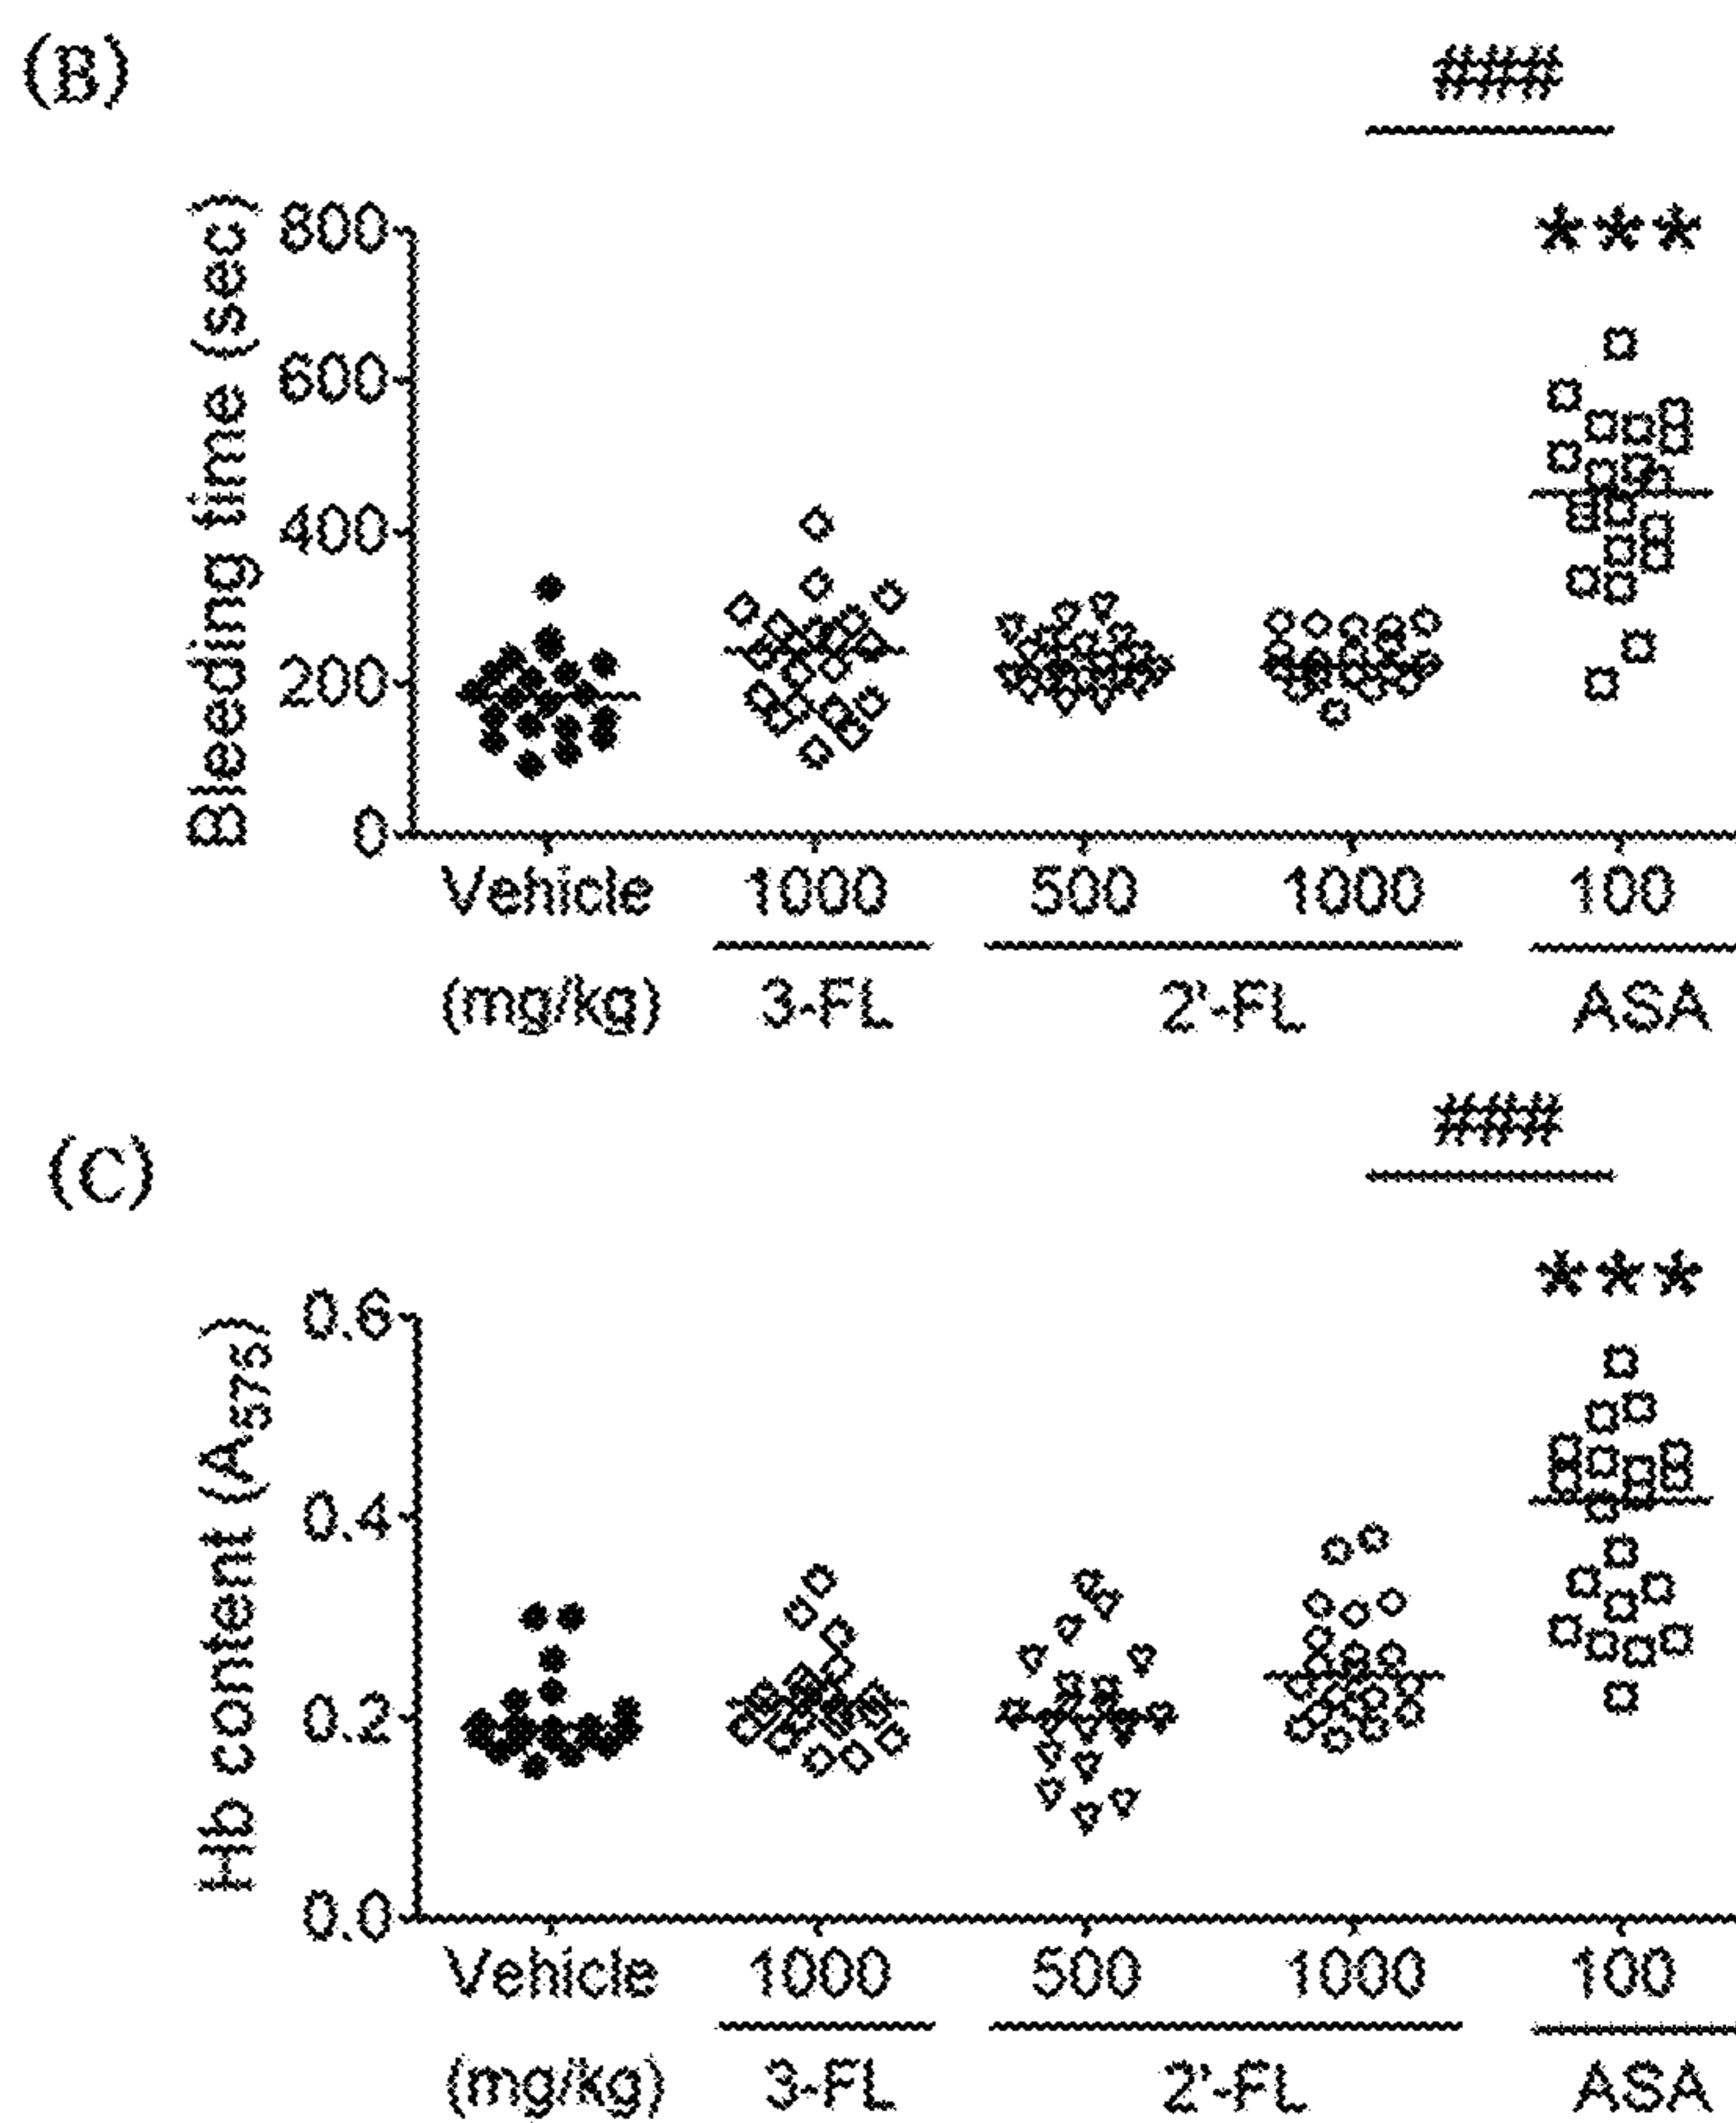 (B)
###
***
Bleeding time (sec)
800
600
400
200
0
Vehicle 1000 500 1000 100
(mg/kg) 3-FL 2'-FL ASA
(C)
###
***
Hb content (A575)
0.6
0.4
0.2
0.0
Vehicle 1000 500 1000 100
(mg/kg) 3-FL 2'-FL ASA